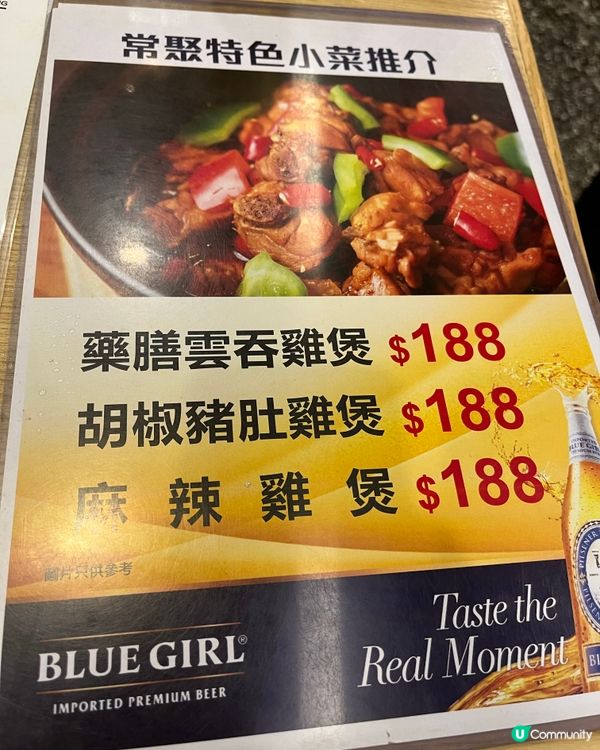 常聚特色小菜推介
藥膳雲吞雞煲 $188
胡椒豬肚雞煲 $188
麻辣雞煲 $188
圖片只供參考
BLUE GIRL®
IMPORTED PREMIUM BEER
Taste the
Real Moment
U Community